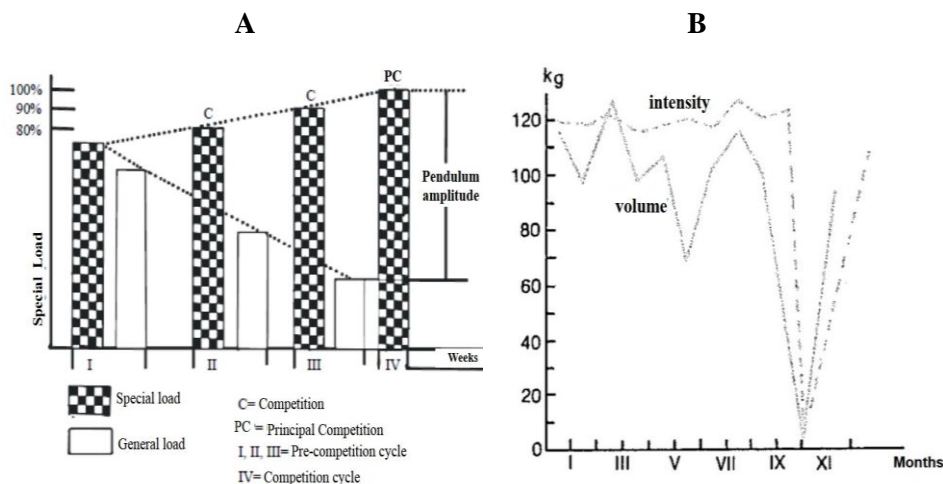 A
B
100%
90%
80%
C
C
PC
Pendulum
amplitude
Special Load
I
II
III
IV
Weeks
Special load
General load
C= Competition
PC = Principal Competition
I, II, III= Pre-competition cycle
IV= Competition cycle
kg
120
100
80
60
40
20
0
intensity
volume
I III V VII IX XI Months